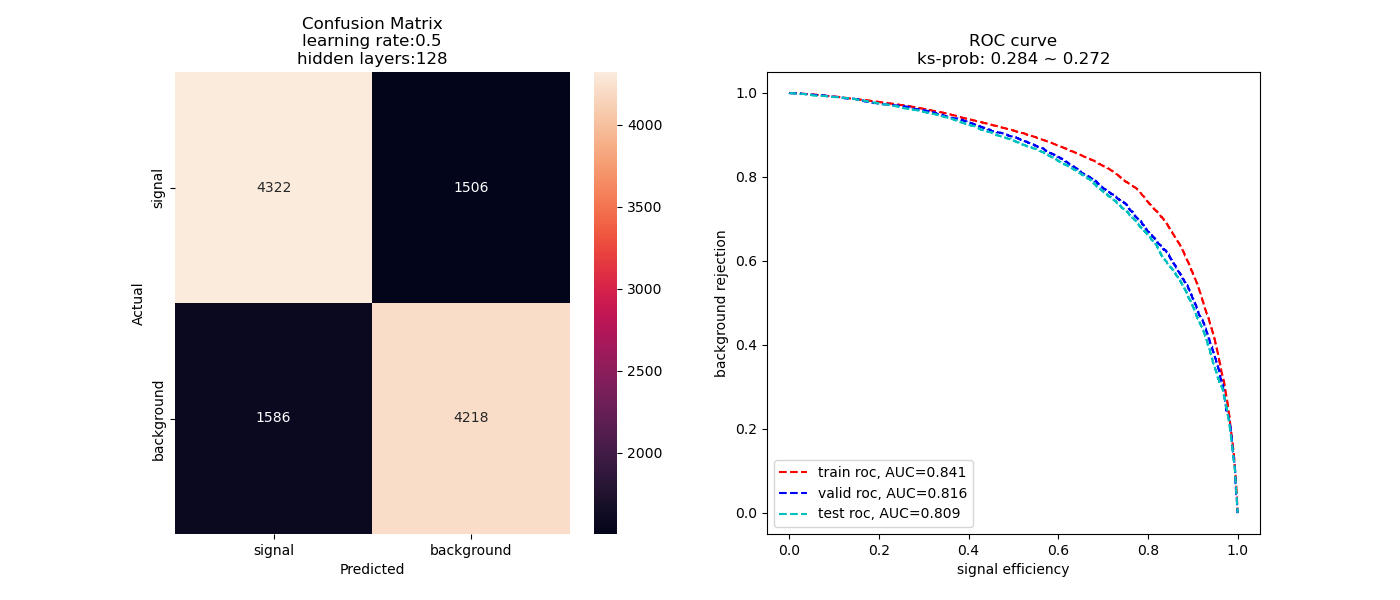 Confusion Matrix
learning rate:0.5
hidden layers:128
signal
background
Actual
4322
1506
1586
4218
signal
background
Predicted
4000
3500
3000
2500
2000
ROC curve
ks-prob: 0.284 ~ 0.272
background rejection
1.0
0.8
0.6
0.4
0.2
0.0
train roc, AUC=0.841
valid roc, AUC=0.816
test roc, AUC=0.809
0.0
0.2
0.4
0.6
0.8
1.0
signal efficiency